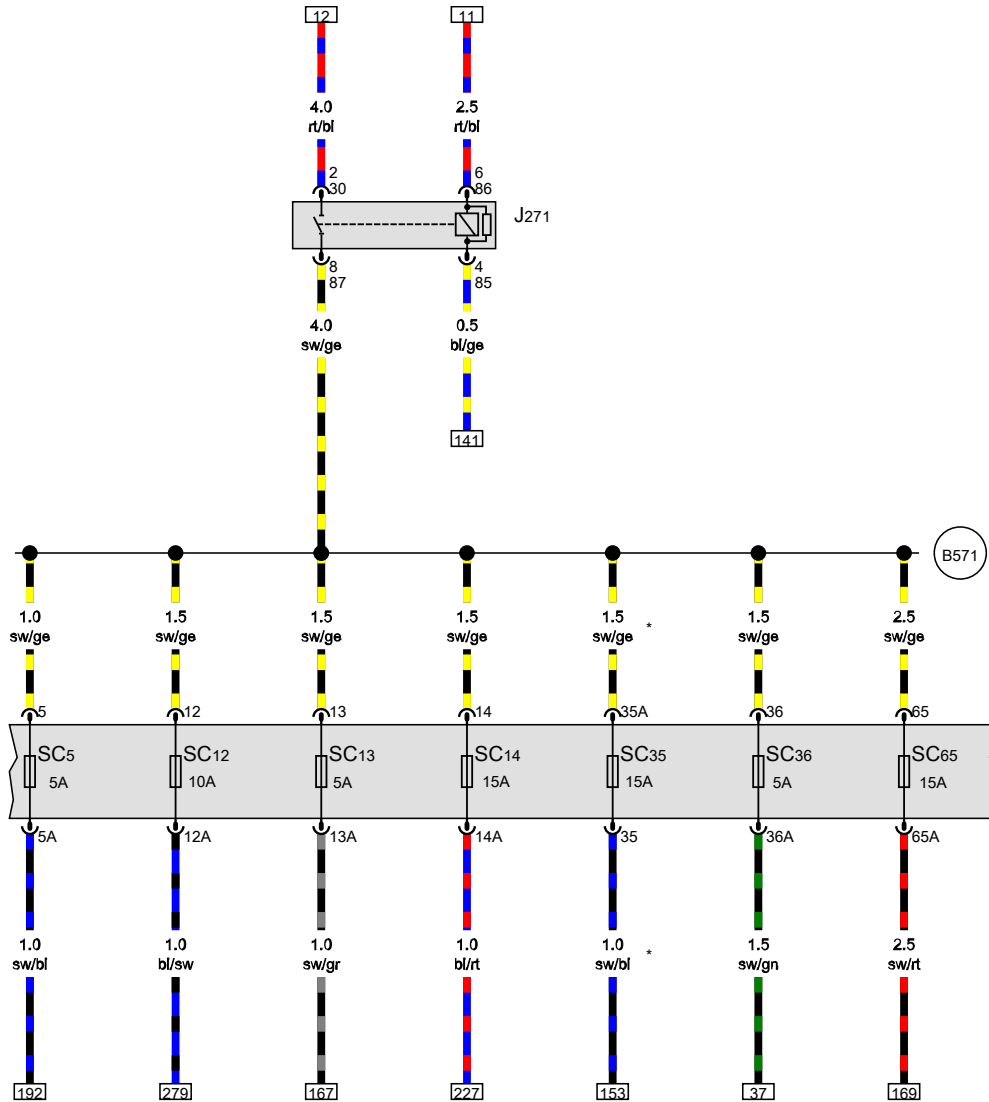 12 11
4.0 2.5
rt/bl rt/bl
2 6
30 86
J271
8 4
87 85
4.0 0.5
sw/ge bl/ge
141
B571
1.0 1.5 1.5 1.5 1.5 1.5 2.5
sw/ge sw/ge sw/ge sw/ge sw/ge * sw/ge sw/ge
5 12 13 14 35A 36 65
SC5 SC12 SC13 SC14 SC35 SC36 SC65
5A 10A 5A 15A 15A 5A 15A
5A 12A 13A 14A 35 36A 65A
1.0 1.0 1.0 1.0 1.0 1.5 2.5
sw/bl bl/sw sw/gr bl/rt sw/bl * sw/gn sw/rt
192 279 167 227 153 37 169